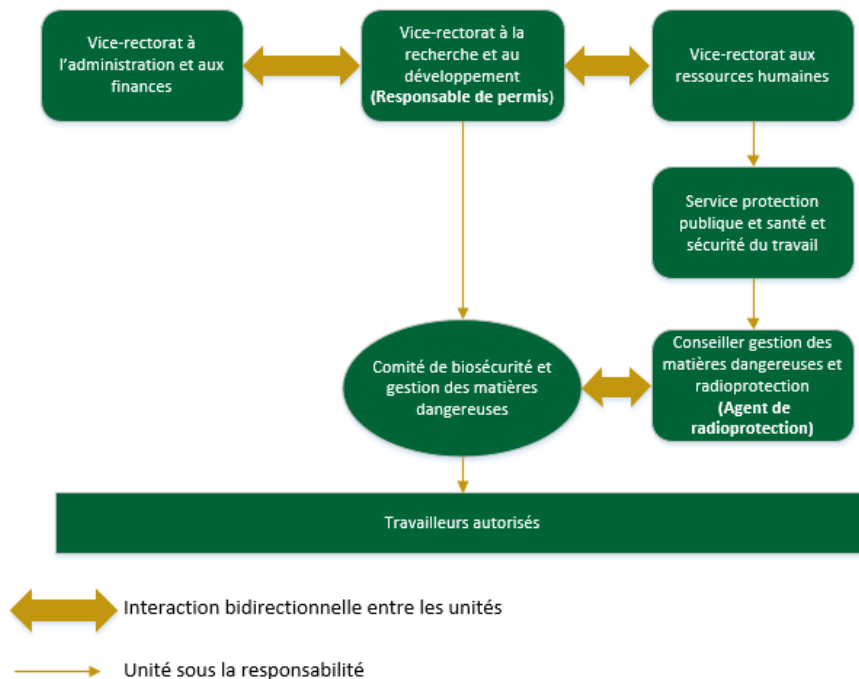 Vice-rectorat à
l'administration et aux
finances
Vice-rectorat à la
recherche et au
développement
(Responsable de permis)
Vice-rectorat aux
ressources humaines
Service protection
publique et santé et
sécurité du travail
Comité de biosécurité et
gestion des matières
dangereuses
Conseiller gestion des
matières dangereuses et
radioprotection
(Agent de
radioprotection)
Travailleurs autorisés
Interaction bidirectionnelle entre les unités
Unité sous la responsabilité